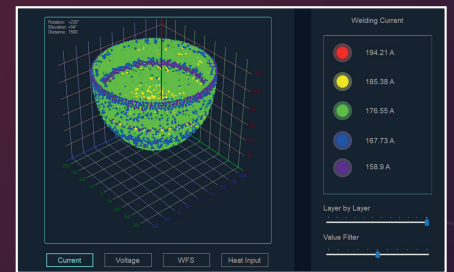 Rotation: +235°
Elevation: +54°
Distance: 1500
Welding Current
194.21 A
185.38 A
176.55 A
167.73 A
158.9 A
Layer by Layer
Value Filter
Current
Voltage
WFS
Heat Input